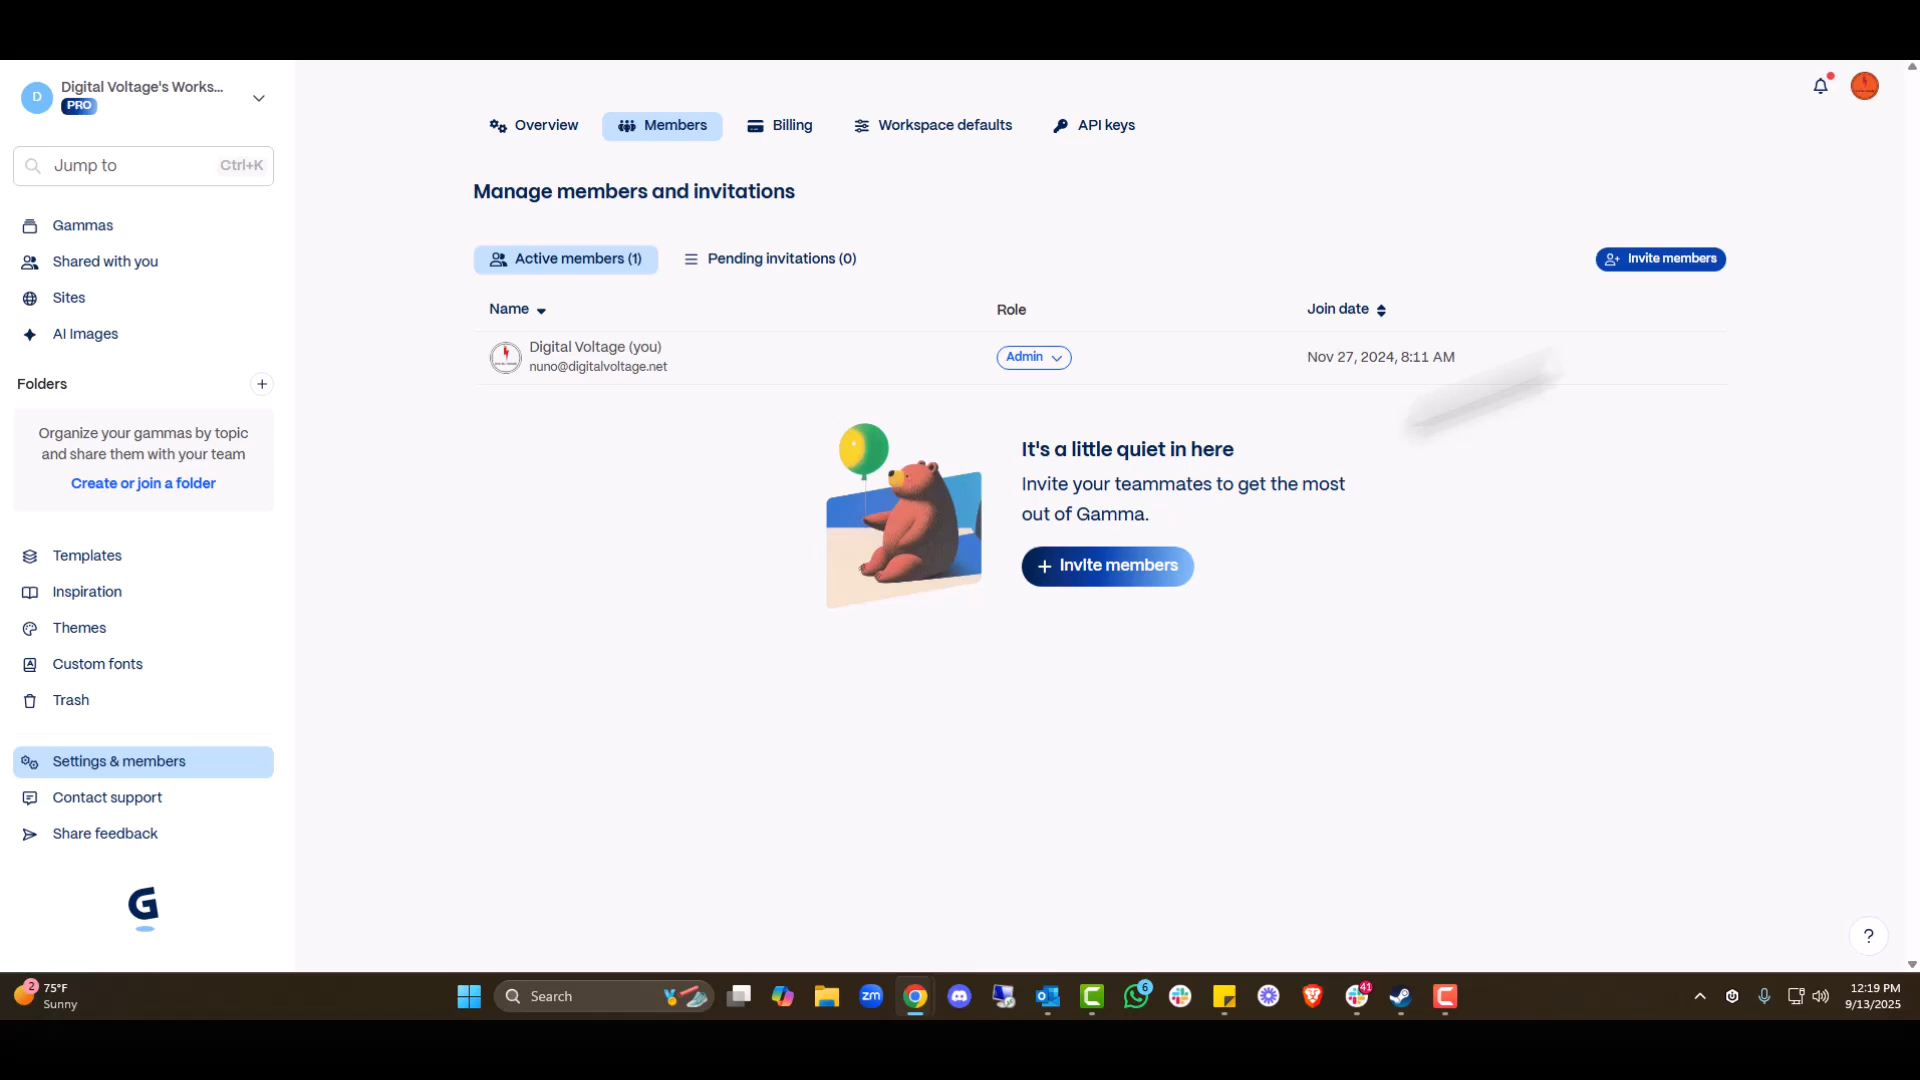 D
Digital Voltage's Works...
PRO
Jump to
Ctrl+K
Gammas
Shared with you
Sites
AI Images
Folders
Organize your gammas by topic
and share them with your team
Create or join a folder
Templates
Inspiration
Themes
Custom fonts
Trash
Settings & members
Contact support
Share feedback
G
Overview
Members
Billing
Workspace defaults
API keys
Manage members and invitations
Active members (1)
Pending invitations (0)
Invite members
Name
Role
Join date
Digital Voltage (you)
nuno@digitalvoltage.net
Admin
Nov 27, 2024, 8:11 AM
It's a little quiet in here
Invite your teammates to get the most
out of Gamma.
Invite members
?
2
75°F
Sunny
Search
zm
6
41
12:19 PM
9/13/2025